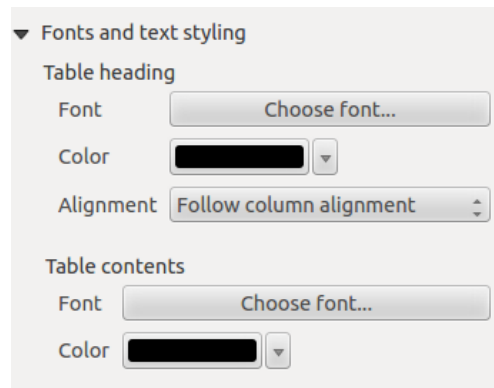 Fonts and text styling
Table heading
Font Choose font...
Color
Alignment Follow column alignment
Table contents
Font Choose font...
Color